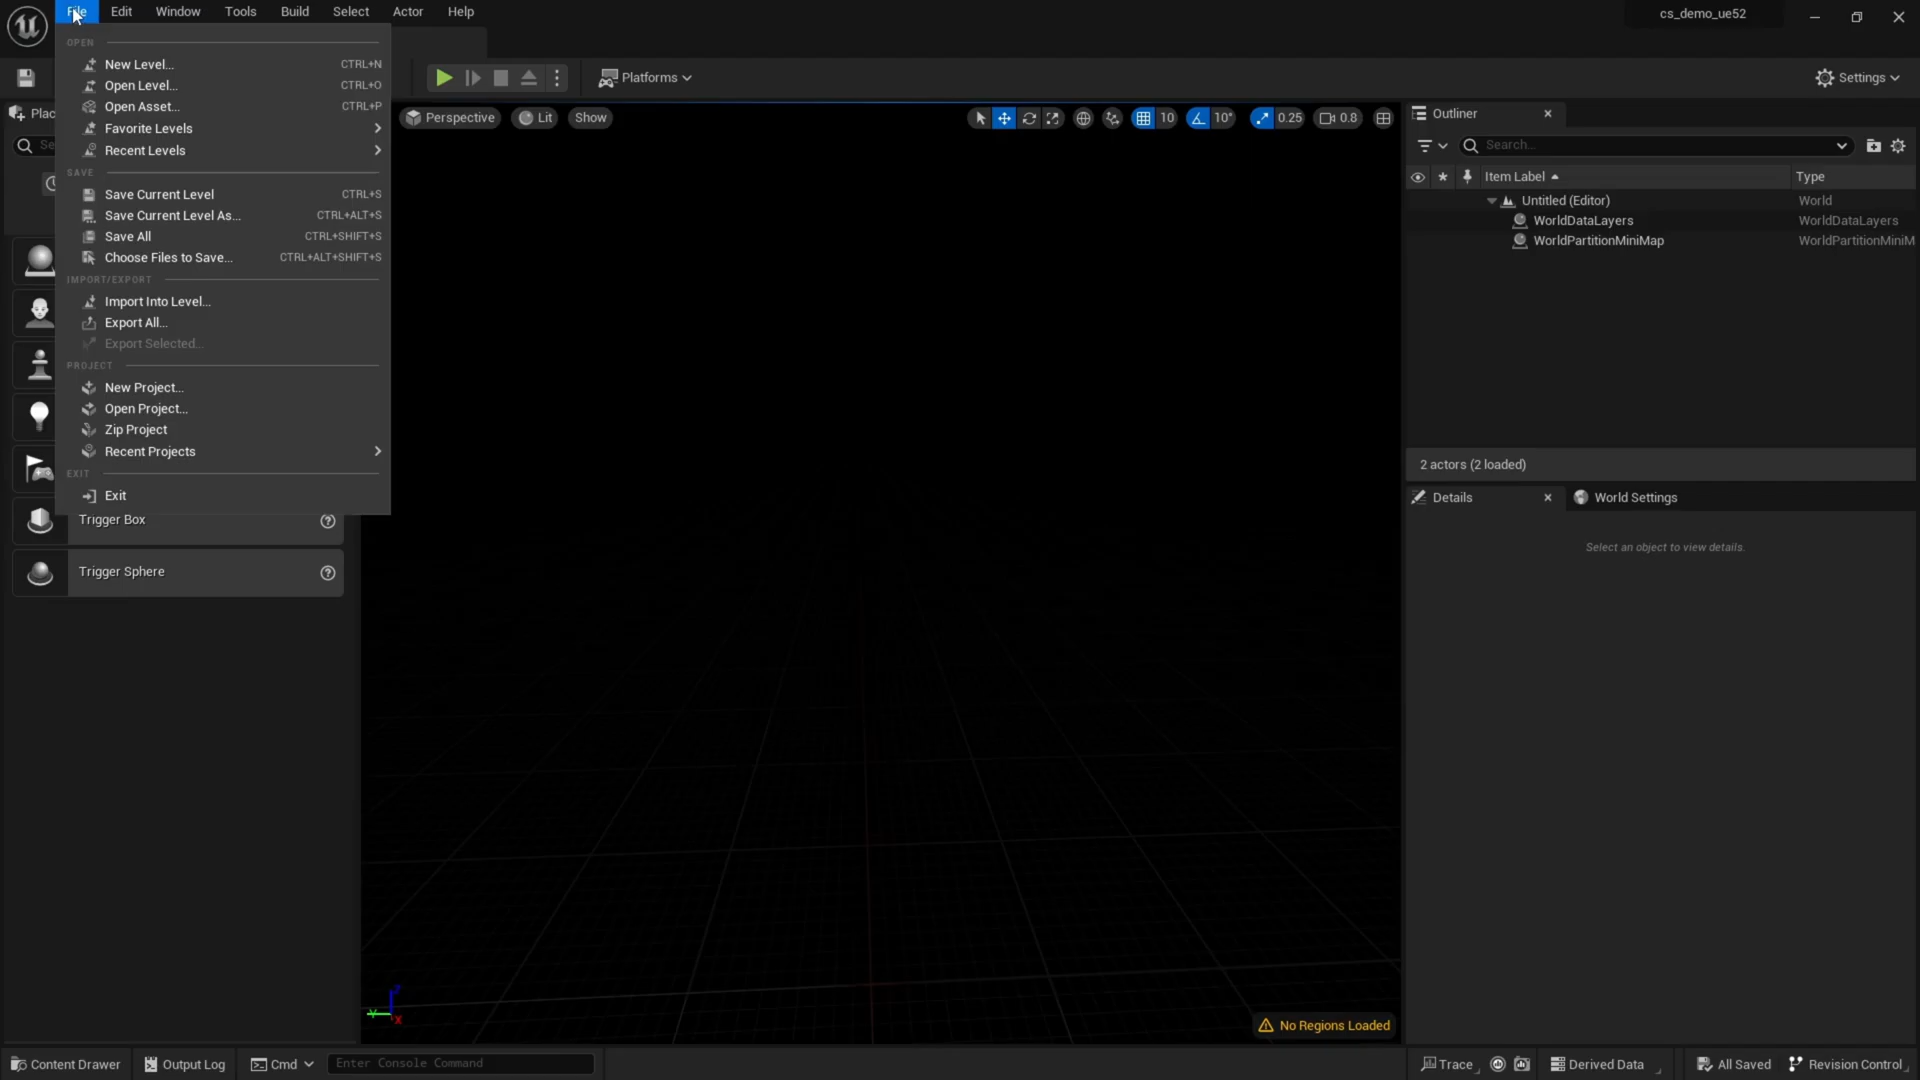 File Edit Window Tools Build Select Actor Help
cs_demo_ue52
OPEN
New Level... CTRL+N
Open Level... CTRL+O
Open Asset... CTRL+P
Favorite Levels
Recent Levels
SAVE
Save Current Level CTRL+S
Save Current Level As... CTRL+ALT+S
Save All CTRL+SHIFT+S
Choose Files to Save... CTRL+ALT+SHIFT+S
IMPORT/EXPORT
Import Into Level...
Export All...
Export Selected...
PROJECT
New Project...
Open Project...
Zip Project
Recent Projects
EXIT
Exit
Plac
Se
Trigger Box
Trigger Sphere
Platforms
Settings
Perspective Lit Show
10 10° 0.25 0.8
Z
Y
X
No Regions Loaded
Outliner
Search...
Item Label Type
Untitled (Editor) World
WorldDataLayers WorldDataLayers
WorldPartitionMiniMap WorldPartitionMiniM
2 actors (2 loaded)
Details World Settings
Select an object to view details.
Content Drawer Output Log Cmd Enter Console Command
Trace Derived Data All Saved Revision Control